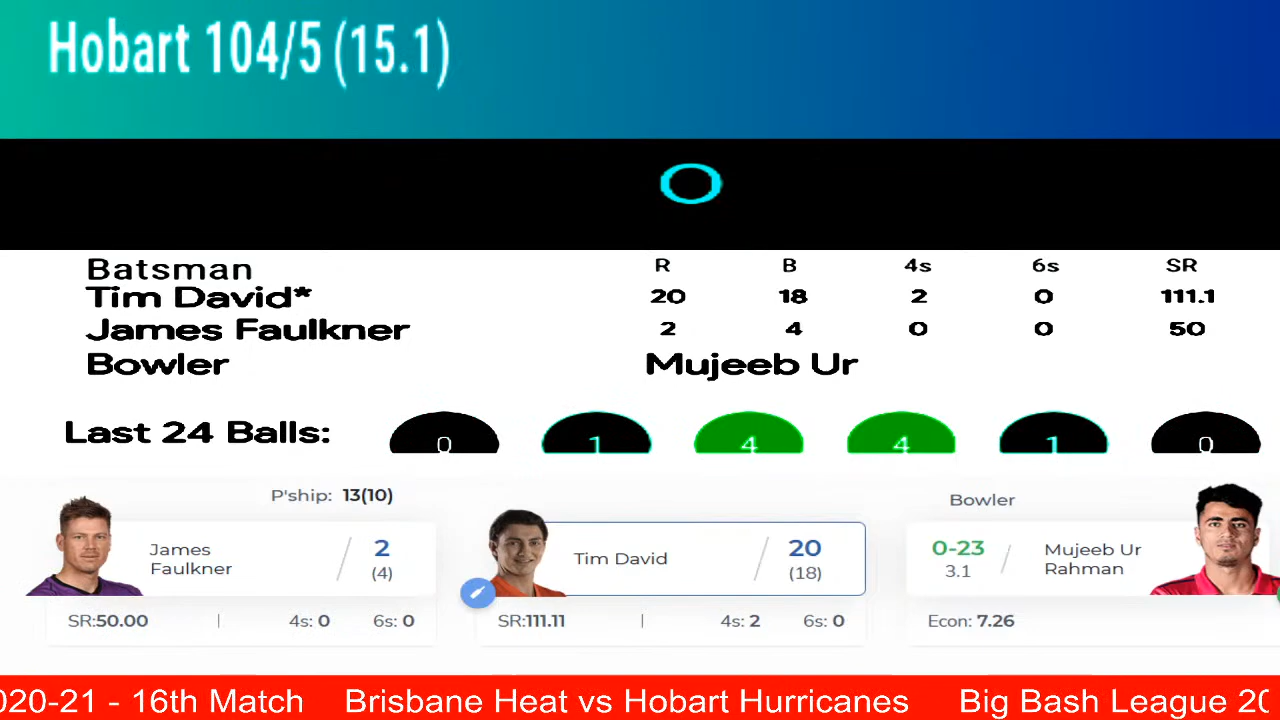 Hobart 104/5 (15.1)
0
Batsman R B 4s 6s SR
Tim David* 20 18 2 0 111.1
James Faulkner 2 4 0 0 50
Bowler Mujeeb Ur
Last 24 Balls: 0 1 4 4 1 0
P'ship: 13(10)
Bowler
James Faulkner 2 (4)
Tim David 20 (18)
0-23 3.1 Mujeeb Ur Rahman
SR:50.00 | 4s: 0 6s: 0
SR:111.11 | 4s: 2 6s: 0
Econ: 7.26
020-21 - 16th Match Brisbane Heat vs Hobart Hurricanes Big Bash League 20